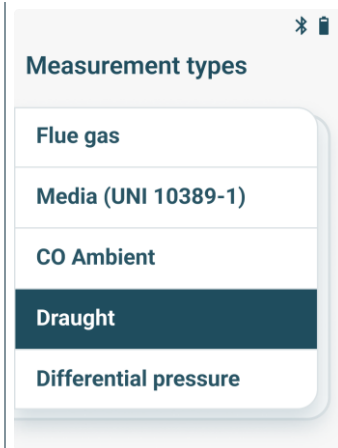 Measurement types
Flue gas
Media (UNI 10389-1)
CO Ambient
Draught
Differential pressure